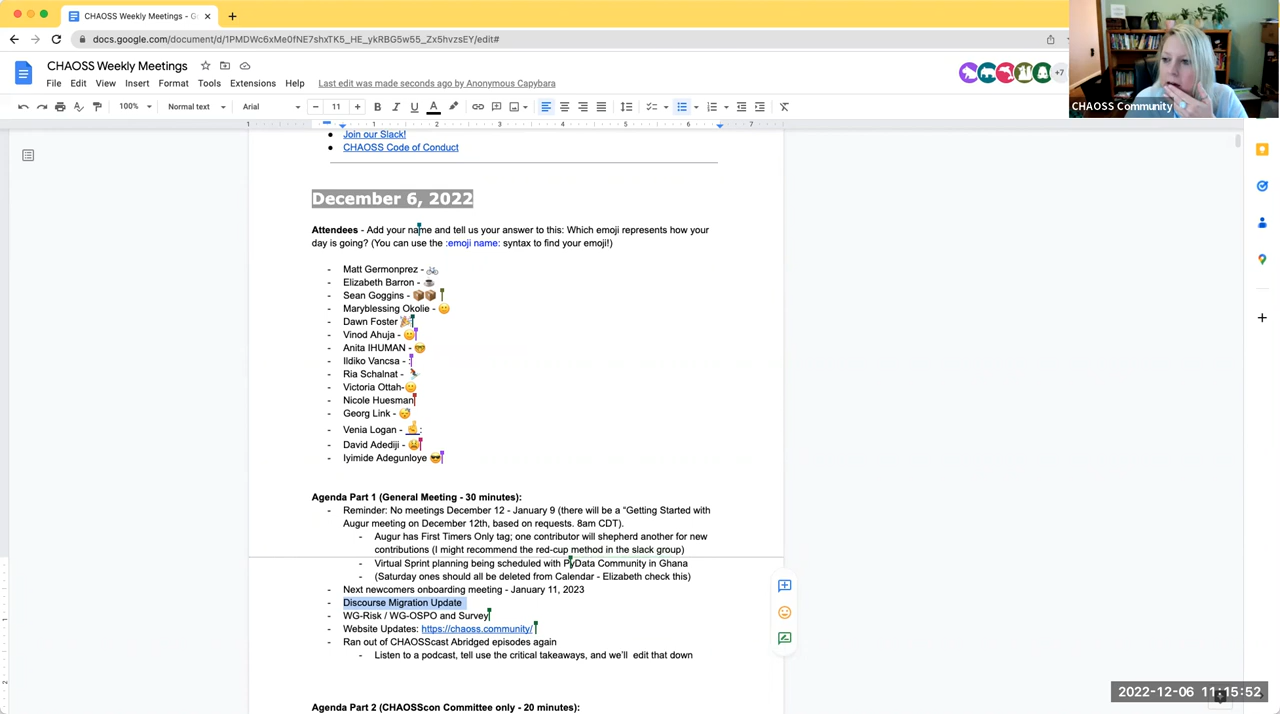 CHAOSS Weekly Meetings - G
docs.google.com/document/d/1PMDWc6xMe0fNE7shxTK5_HE_ykRBG5w55_Zx5hvzsEY/edit#
CHAOSS Weekly Meetings
File Edit View Insert Format Tools Extensions Help Last edit was made seconds ago by Anonymous Capybara
+7
CHAOSS Community
100% Normal text Arial 11
1 1 2 3 4 5 6 7
Join our Slack!
CHAOSS Code of Conduct
December 6, 2022
Attendees - Add your name and tell us your answer to this: Which emoji represents how your
day is going? (You can use the :emoji name: syntax to find your emoji!)
- Matt Germonprez - 🚲
- Elizabeth Barron - ☕
- Sean Goggins - 📦📦
- Maryblessing Okolie - 🙂
- Dawn Foster 🎉
- Vinod Ahuja - 😀
- Anita IHUMAN - 🤓
- Ildiko Vancsa - :
- Ria Schalnat -
- Victoria Ottah-🙂
- Nicole Huesman
- Georg Link - 😴
- Venia Logan - :
- David Adediji -
- Iyimide Adegunloye 😎
Agenda Part 1 (General Meeting - 30 minutes):
- Reminder: No meetings December 12 - January 9 (there will be a “Getting Started with
Augur meeting on December 12th, based on requests. 8am CDT).
- Augur has First Timers Only tag; one contributor will shepherd another for new
contributions (I might recommend the red-cup method in the slack group)
- Virtual Sprint planning being scheduled with PyData Community in Ghana
- (Saturday ones should all be deleted from Calendar - Elizabeth check this)
- Next newcomers onboarding meeting - January 11, 2023
- Discourse Migration Update
- WG-Risk / WG-OSPO and Survey
- Website Updates: https://chaoss.community/
- Ran out of CHAOSScast Abridged episodes again
- Listen to a podcast, tell use the critical takeaways, and we’ll edit that down
Agenda Part 2 (CHAOSScon Committee only - 20 minutes):
2022-12-06 11:15:52